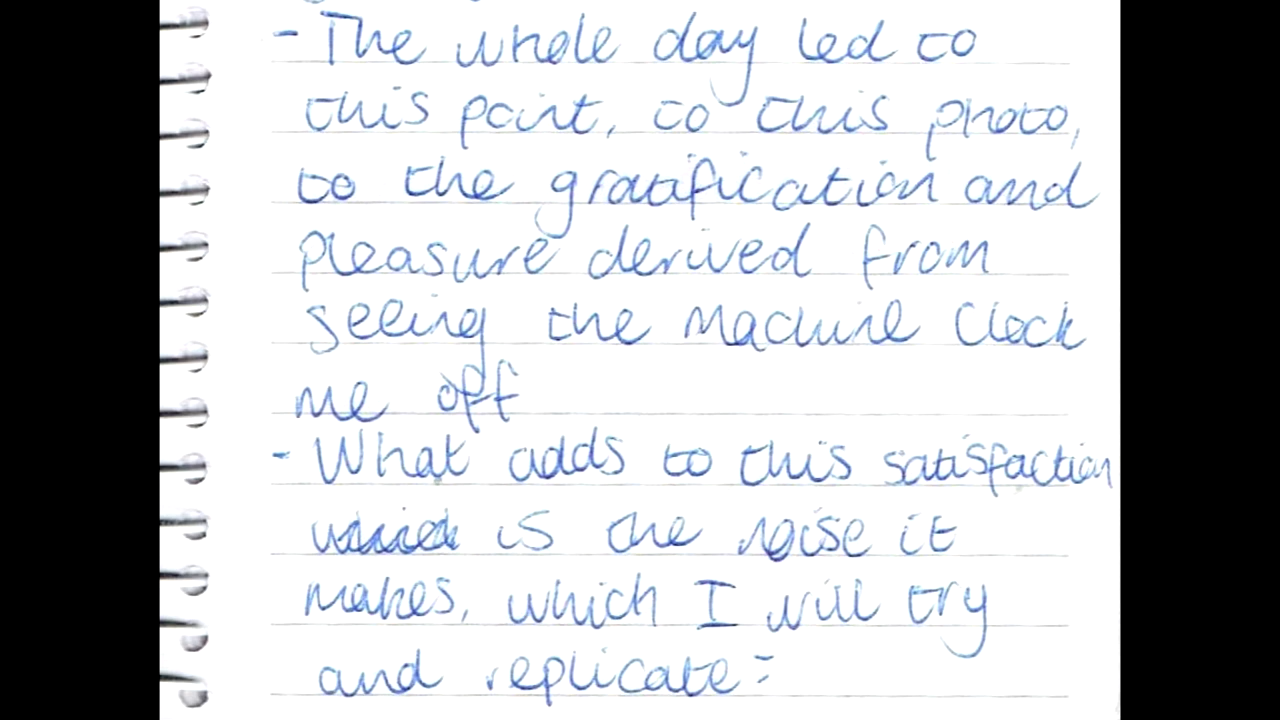 - The whole day led to
this point, to this photo,
to the gratification and
pleasure derived from
seeing the machine clock
me off
- What adds to this satisfaction
is the noise it
makes, which I will try
and replicate: